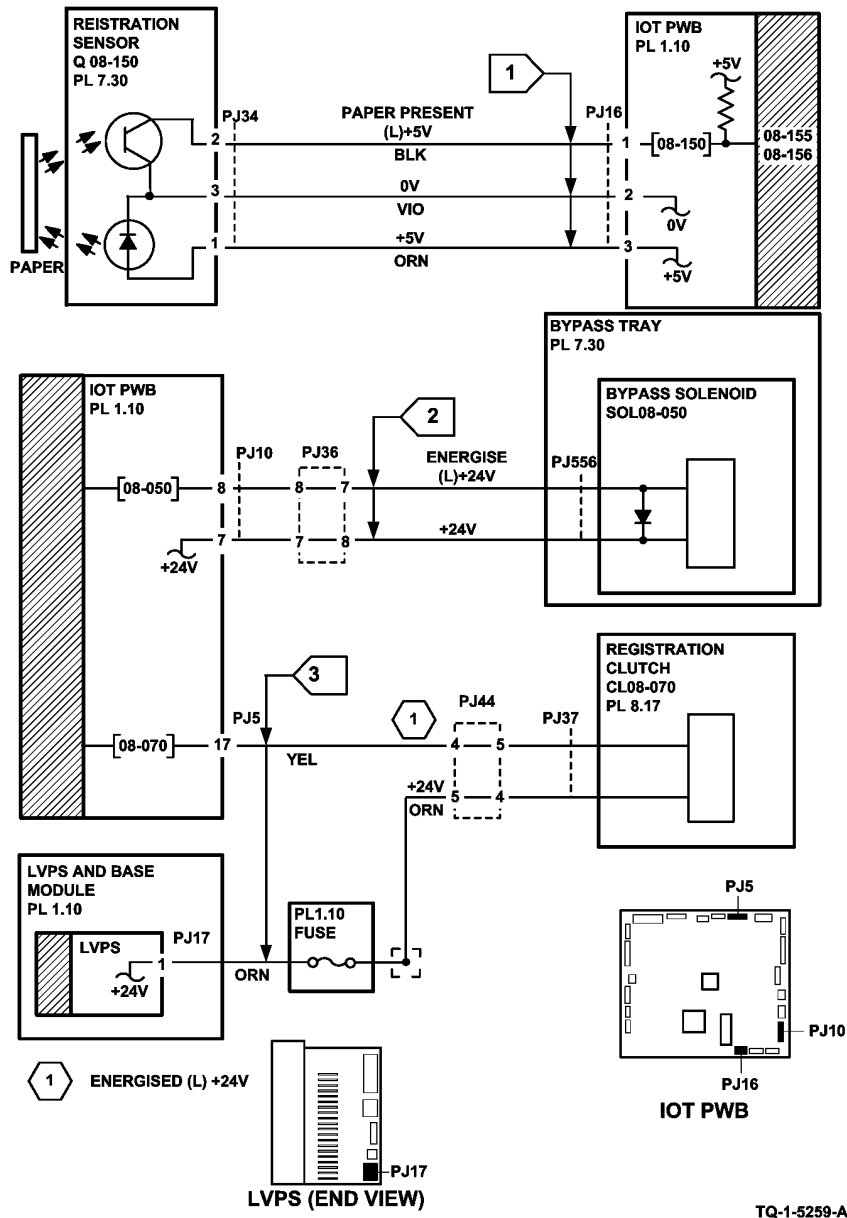 REISTRATION
SENSOR
Q 08-150
PL 7.30
PJ34
PAPER PRESENT
(L)+5V
BLK
0V
VIO
+5V
ORN
2
3
1
PAPER
1
PJ16
IOT PWB
PL 1.10
+5V
1
[08-150]
08-155
08-156
2
0V
3
+5V
BYPASS TRAY
PL 7.30
BYPASS SOLENOID
SOL08-050
IOT PWB
PL 1.10
2
PJ10
PJ36
ENERGISE
(L)+24V
PJ556
[08-050]
8
8
7
+24V
7
7
8
+24V
3
REGISTRATION
CLUTCH
CL08-070
PL 8.17
PJ5
1
PJ44
PJ37
[08-070]
17
YEL
4
5
+24V
ORN
5
4
LVPS AND BASE
MODULE
PL 1.10
LVPS
PJ17
1
+24V
ORN
PL1.10
FUSE
PJ5
PJ10
PJ16
IOT PWB
1
ENERGISED (L) +24V
PJ17
LVPS (END VIEW)
TQ-1-5259-A